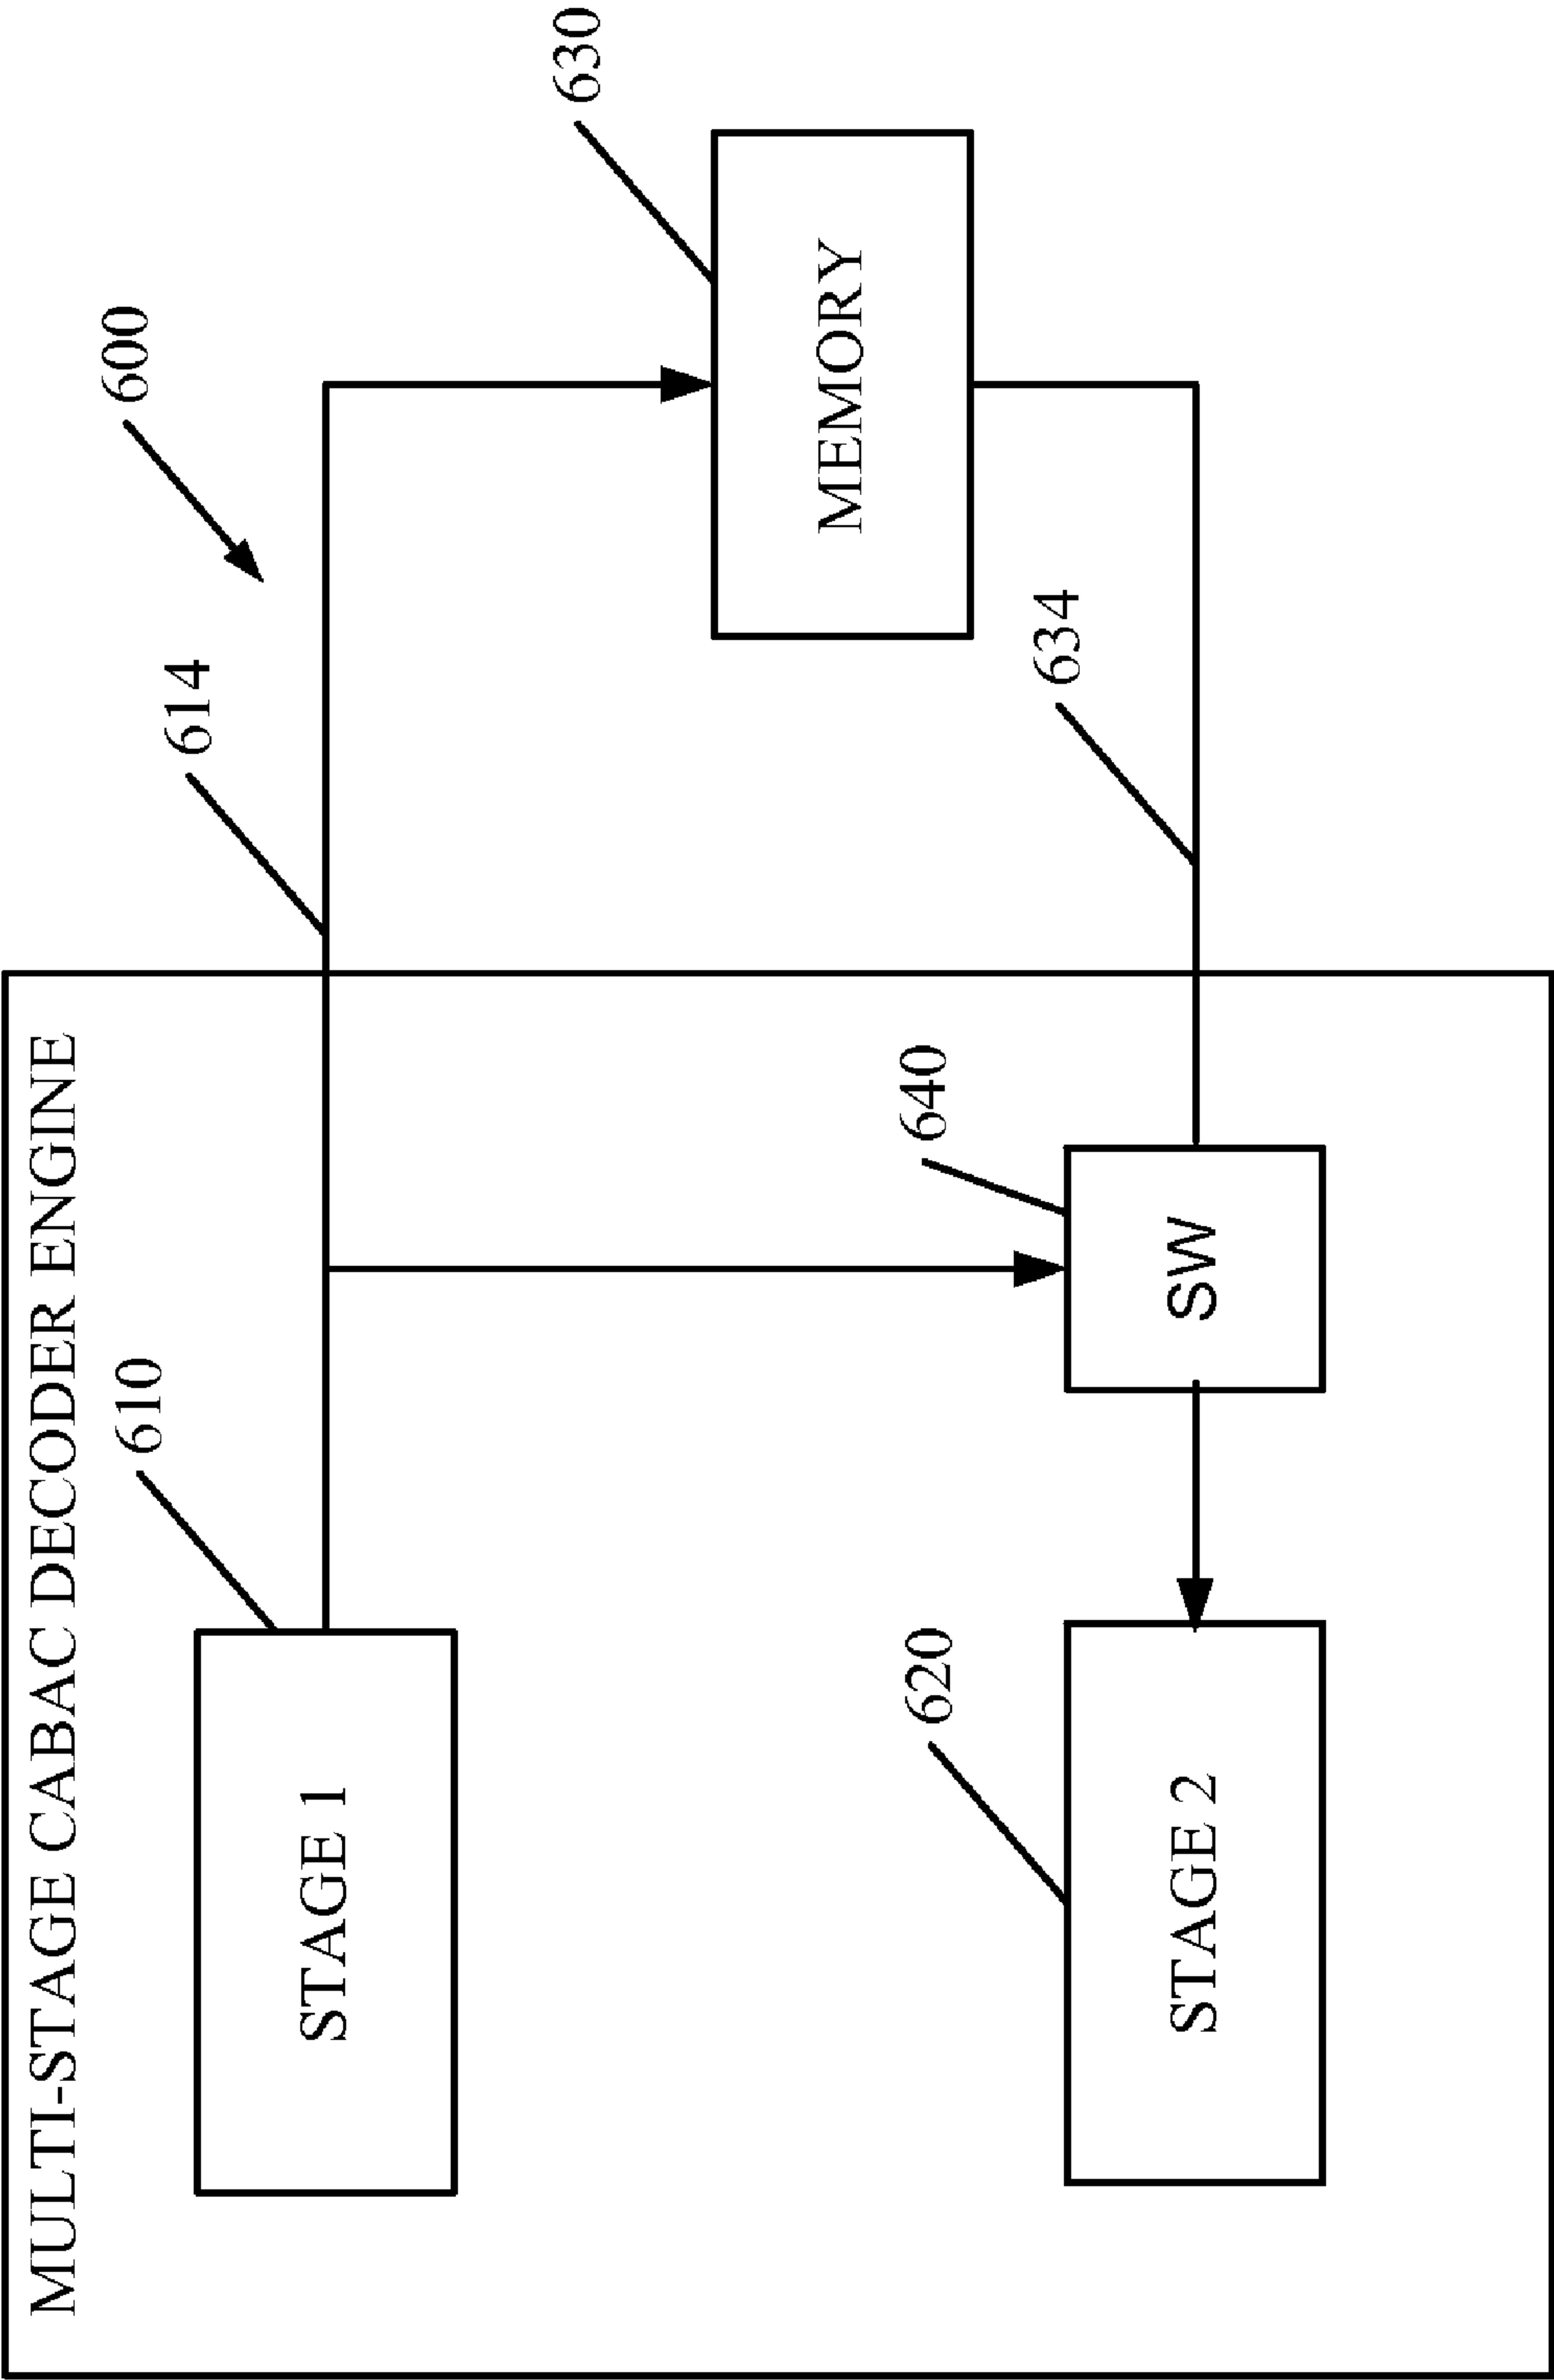 MULTI-STAGE CABAC DECODER ENGINE
600
614
610
STAGE 1
630
MEMORY
640
634
620
SW
STAGE 2